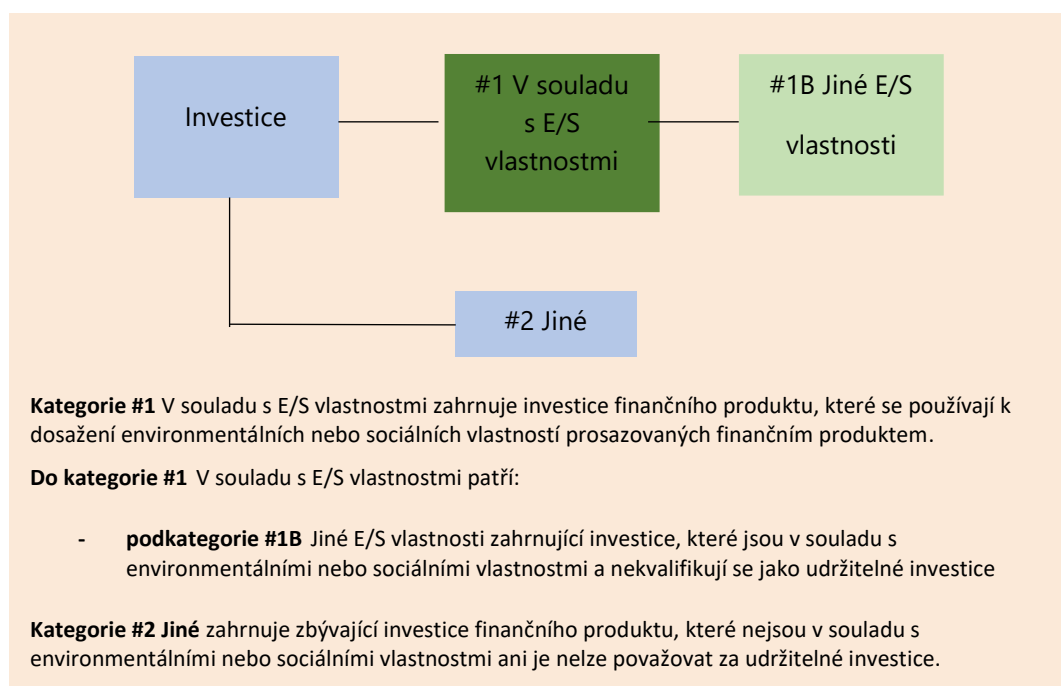 Investice
#1 V souladu
s E/S
vlastnostmi
#1B Jiné E/S
vlastnosti
#2 Jiné
Kategorie #1 V souladu s E/S vlastnostmi zahrnuje investice finančního produktu, které se používají k
dosažení environmentálních nebo sociálních vlastností prosazovaných finančním produktem.
Do kategorie #1 V souladu s E/S vlastnostmi patří:
- podkategorie #1B Jiné E/S vlastnosti zahrnující investice, které jsou v souladu s
environmentálními nebo sociálními vlastnostmi a nekvalifikují se jako udržitelné investice
Kategorie #2 Jiné zahrnuje zbývající investice finančního produktu, které nejsou v souladu s
environmentálními nebo sociálními vlastnostmi ani je nelze považovat za udržitelné investice.